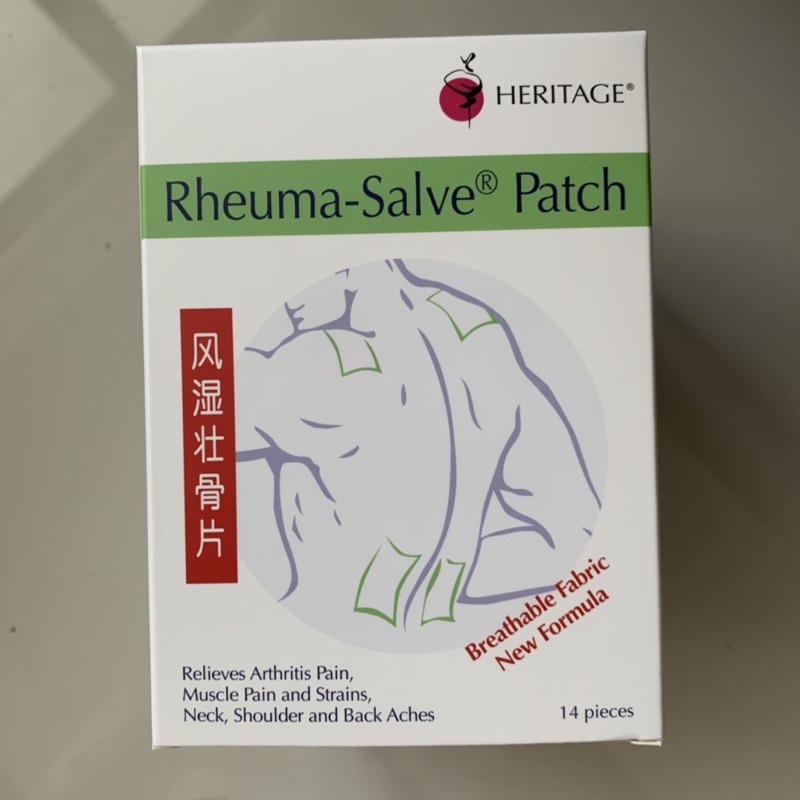 HERITAGE®
Rheuma-Salve® Patch
风湿壮骨片
Breathable Fabric
New Formula
Relieves Arthritis Pain,
Muscle Pain and Strains,
Neck, Shoulder and Back Aches
14 pieces